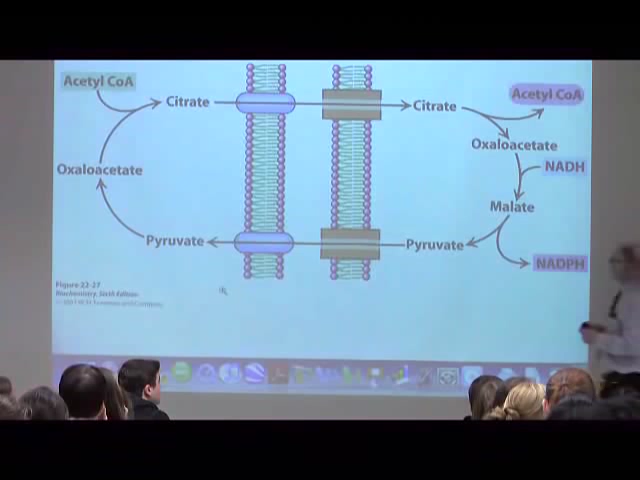 Acetyl CoA
Citrate
Citrate
Acetyl CoA
Oxaloacetate
Oxaloacetate
NADH
Malate
Pyruvate
Pyruvate
NADPH
Figure 22-27
Biochemistry, Sixth Edition